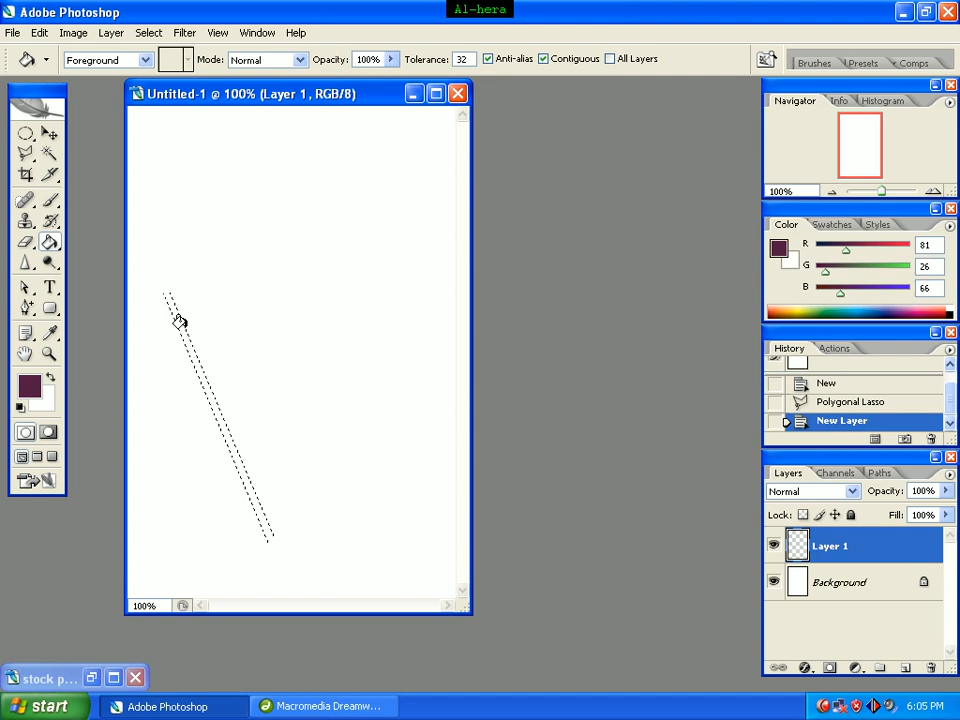 Al-hera
Adobe Photoshop
File Edit Image Layer Select Filter View Window Help
Foreground Mode: Normal Opacity: 100% Tolerance: 32 Anti-alias Contiguous All Layers Brushes Presets Comps
Untitled-1 @ 100% (Layer 1, RGB/8)
Navigator Info Histogram
100%
Color Swatches Styles
R 81
G 26
B 66
History Actions
New
Polygonal Lasso
New Layer
Layers Channels Paths
Normal Opacity: 100%
Lock: Fill: 100%
Layer 1
Background
100%
stock p...
start Adobe Photoshop Macromedia Dreamw... 6:05 PM